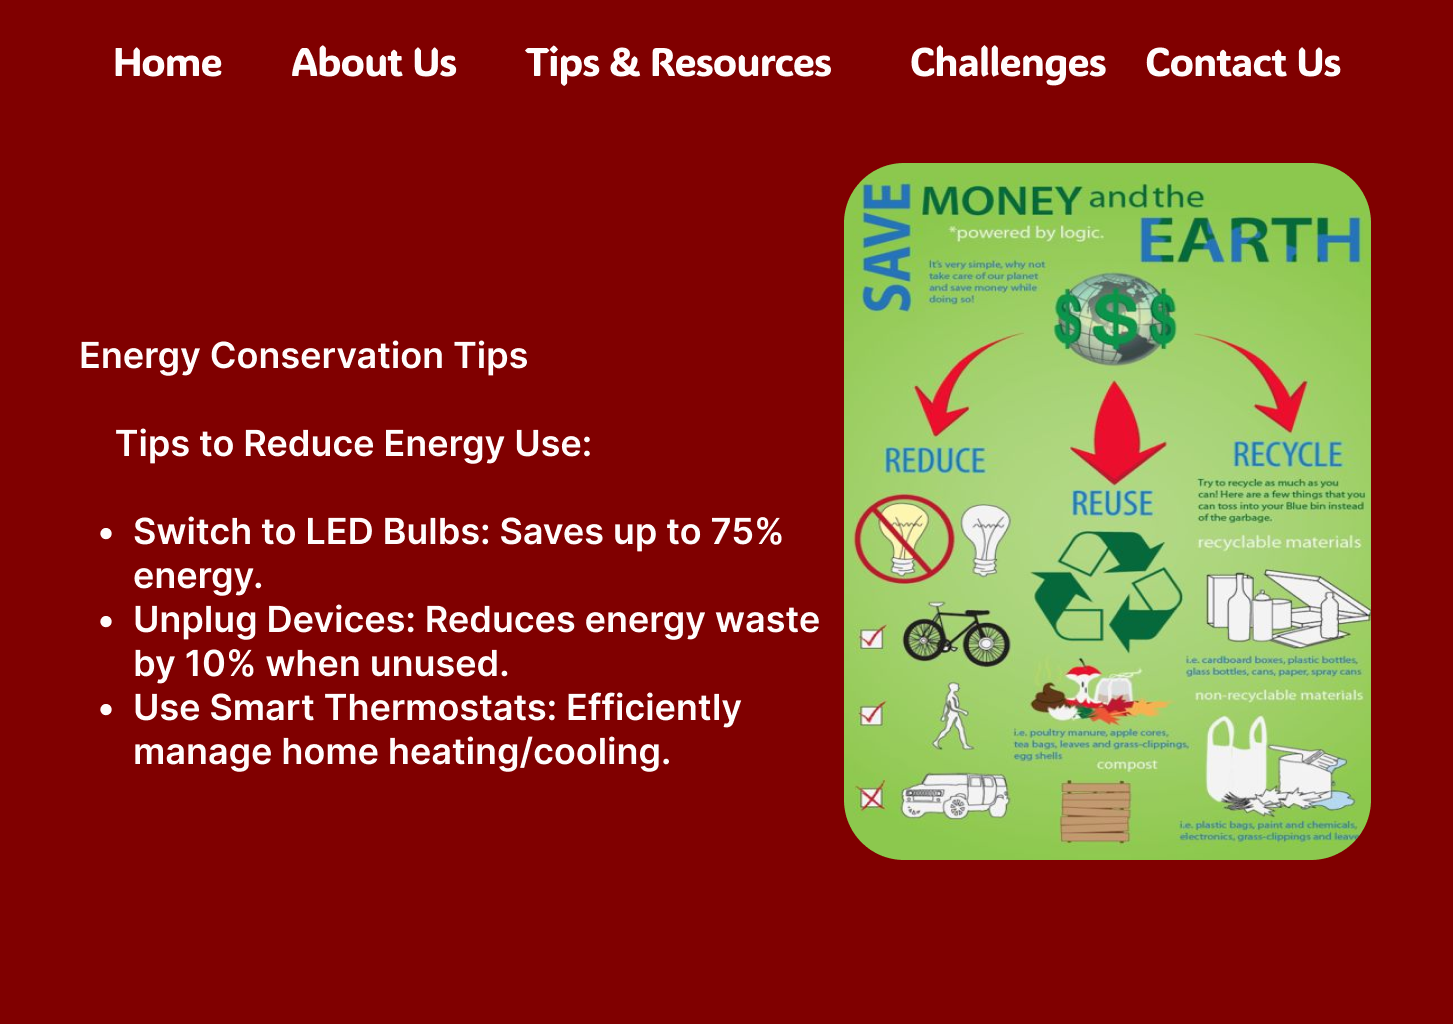 Home About Us Tips & Resources Challenges Contact Us
Energy Conservation Tips
Tips to Reduce Energy Use:
• Switch to LED Bulbs: Saves up to 75%
energy.
• Unplug Devices: Reduces energy waste
by 10% when unused.
• Use Smart Thermostats: Efficiently
manage home heating/cooling.
SAVE
MONEY and the
EARTH
*powered by logic.
It's very simple, why not
take care of our planet
and save money while
doing so!
$ $ $
REDUCE
REUSE
i.e. poultry manure, apple cores,
tea bags, leaves and grass-clippings,
egg shells
compost
RECYCLE
Try to recycle as much as you
can! Here are a few things that you
can toss into your Blue bin instead
of the garbage.
recyclable materials
i.e. cardboard boxes, plastic bottles,
glass bottles, cans, paper, spray cans
non-recyclable materials
i.e. plastic bags, paint and chemicals,
electronics, grass-clippings and leave